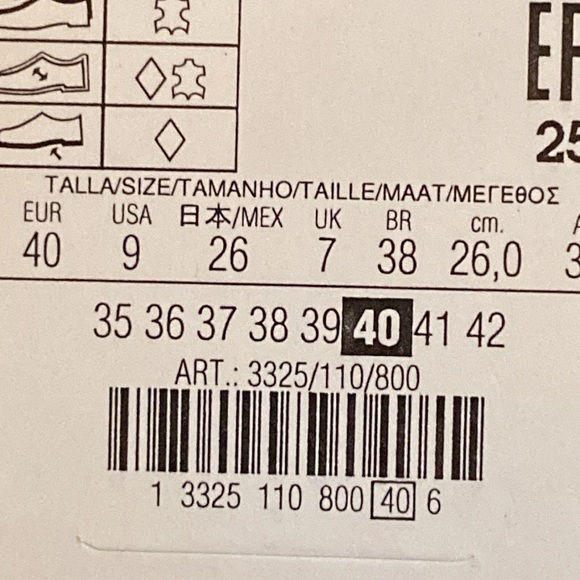 TALLA/SIZE/TAMANHO/TAILLE/MAAT/ΜΕΓΕΘΟΣ
EUR USA 日本/MEX UK BR cm.
40 9 26 7 38 26,0
35 36 37 38 39 40 41 42
ART.: 3325/110/800
1 3325 110 800 40 6